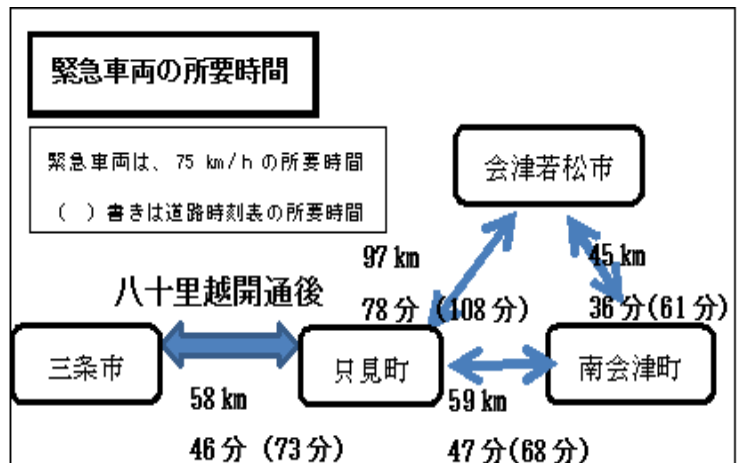 緊急車両の所要時間
緊急車両は、75 km/h の所要時間
( )書きは道路時刻表の所要時間
会津若松市
97 km
78 分 (108 分)
45 km
36 分(61 分)
八十里越開通後
三条市
只見町
南会津町
58 km
46 分 (73 分)
59 km
47 分(68 分)